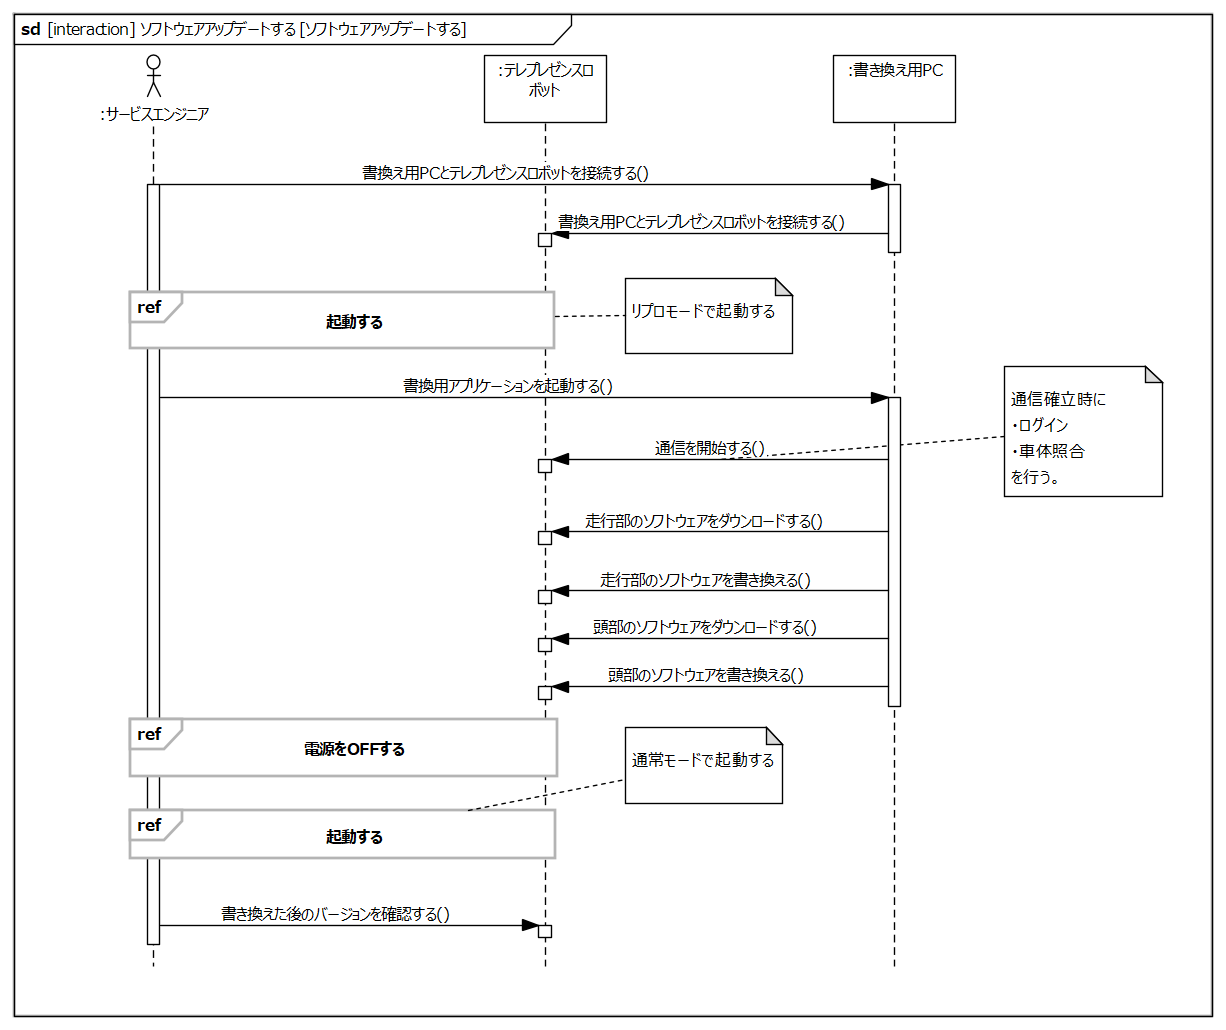 sd [interaction] ソフトウェアアップデートする [ソフトウェアアップデートする]
:サービスエンジニア
:テレプレゼンスロ
ボット
:書き換え用PC
書換え用PCとテレプレゼンスロボットを接続する()
書換え用PCとテレプレゼンスロボットを接続する()
ref
起動する
リプロモードで起動する
書換用アプリケーションを起動する()
通信確立時に
・ログイン
・車体照合
を行う。
通信を開始する()
走行部のソフトウェアをダウンロードする()
走行部のソフトウェアを書き換える()
頭部のソフトウェアをダウンロードする()
頭部のソフトウェアを書き換える()
ref
電源をOFFする
通常モードで起動する
ref
起動する
書き換えた後のバージョンを確認する()